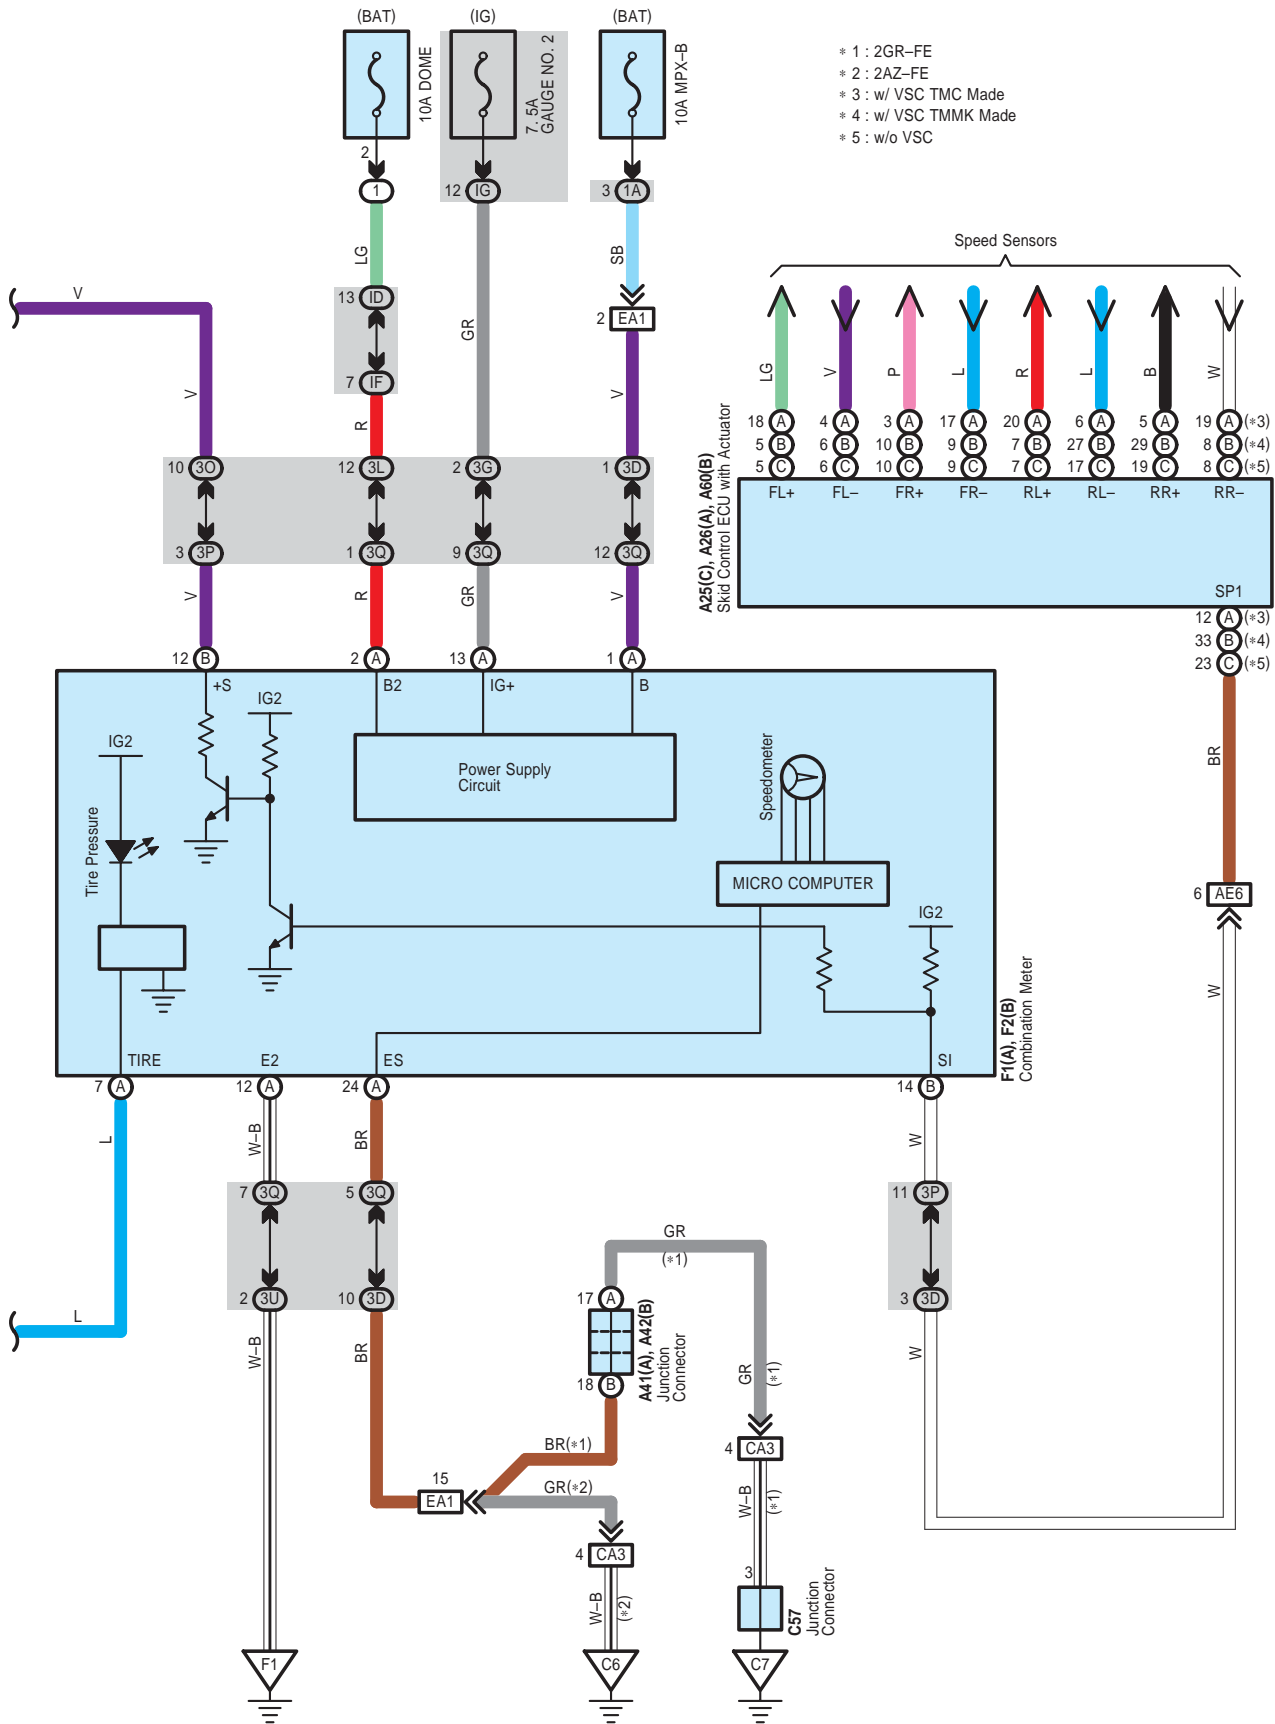 (BAT)
(IG)
(BAT)
10A DOME
7. 5A
GAUGE NO. 2
10A MPX–B
* 1 : 2GR–FE
* 2 : 2AZ–FE
* 3 : w/ VSC TMC Made
* 4 : w/ VSC TMMK Made
* 5 : w/o VSC
2
1
12 IG
3 1A
LG
SB
Speed Sensors
V
13 ID
GR
2 EA1
7 IF
V
R
V
LG
V
P
L
R
L
B
W
18 A
4 A
3 A
17 A
20 A
6 A
5 A
19 A (*3)
5 B
6 B
10 B
9 B
7 B
27 B
29 B
8 B (*4)
5 C
6 C
10 C
9 C
7 C
17 C
19 C
8 C (*5)
10 3O
12 3L
2 3G
1 3D
FL+
FL–
FR+
FR–
RL+
RL–
RR+
RR–
A25(C), A26(A), A60(B)
Skid Control ECU with Actuator
3 3P
1 3Q
9 3Q
12 3Q
V
R
GR
V
SP1
12 A (*3)
33 B (*4)
23 C (*5)
12 B
2 A
13 A
1 A
+S
B2
IG+
B
IG2
IG2
Power Supply
Circuit
Speedometer
BR
Tire Pressure
MICRO COMPUTER
6 AE6
IG2
W
F1(A), F2(B)
Combination Meter
TIRE
E2
ES
SI
7 A
12 A
24 A
14 B
L
W–B
BR
W
7 3Q
5 3Q
11 3P
GR
(*1)
2 3U
10 3D
17 A
3 3D
L
W–B
BR
A41(A), A42(B)
Junction
Connector
GR
(*1)
W
18 B
BR(*1)
4 CA3
15
EA1
GR(*2)
W–B
(*1)
4 CA3
3
W–B
(*2)
C57
Junction
Connector
F1
C6
C7